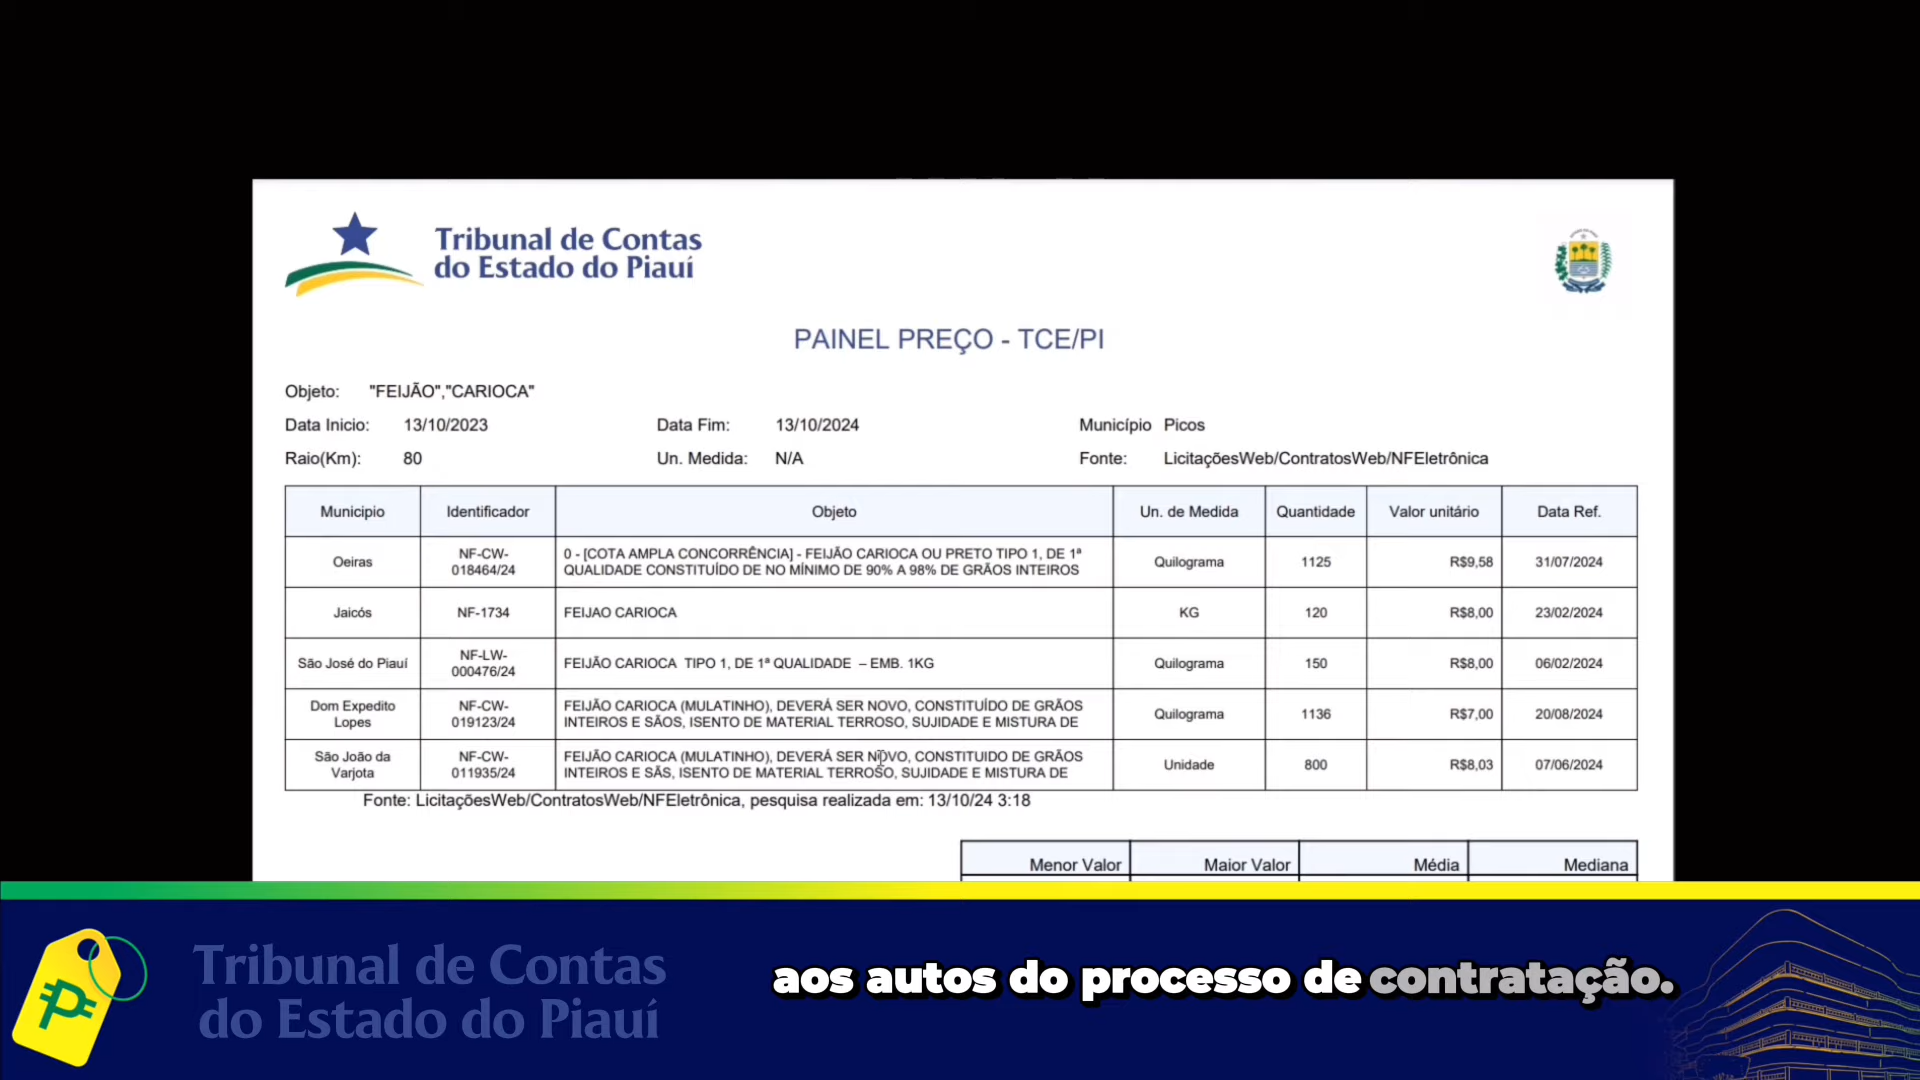 Tribunal de Contas
do Estado do Piauí
PAINEL PREÇO - TCE/PI
Objeto: "FEIJÃO","CARIOCA"
Data Inicio: 13/10/2023 Data Fim: 13/10/2024 Município Picos
Raio(Km): 80 Un. Medida: N/A Fonte: LicitaçõesWeb/ContratosWeb/NFEletrônica
Municipio Identificador Objeto Un. de Medida Quantidade Valor unitário Data Ref.
Oeiras NF-CW-018464/24 0 - [COTA AMPLA CONCORRÊNCIA] - FEIJÃO CARIOCA OU PRETO TIPO 1, DE 1ª
QUALIDADE CONSTITUÍDO DE NO MÍNIMO DE 90% A 98% DE GRÃOS INTEIROS Quilograma 1125 R$9,58 31/07/2024
Jaicós NF-1734 FEIJAO CARIOCA KG 120 R$8,00 23/02/2024
São José do Piauí NF-LW-000476/24 FEIJÃO CARIOCA TIPO 1, DE 1ª QUALIDADE – EMB. 1KG Quilograma 150 R$8,00 06/02/2024
Dom Expedito Lopes NF-CW-019123/24 FEIJÃO CARIOCA (MULATINHO), DEVERÁ SER NOVO, CONSTITUÍDO DE GRÃOS
INTEIROS E SÃOS, ISENTO DE MATERIAL TERROSO, SUJIDADE E MISTURA DE Quilograma 1136 R$7,00 20/08/2024
São João da Varjota NF-CW-011935/24 FEIJÃO CARIOCA (MULATINHO), DEVERÁ SER NOVO, CONSTITUIDO DE GRÃOS
INTEIROS E SÃS, ISENTO DE MATERIAL TERROSO, SUJIDADE E MISTURA DE Unidade 800 R$8,03 07/06/2024
Fonte: LicitaçõesWeb/ContratosWeb/NFEletrônica, pesquisa realizada em: 13/10/24 3:18
Menor Valor Maior Valor Média Mediana
Tribunal de Contas
do Estado do Piauí
aos autos do processo de contratação.